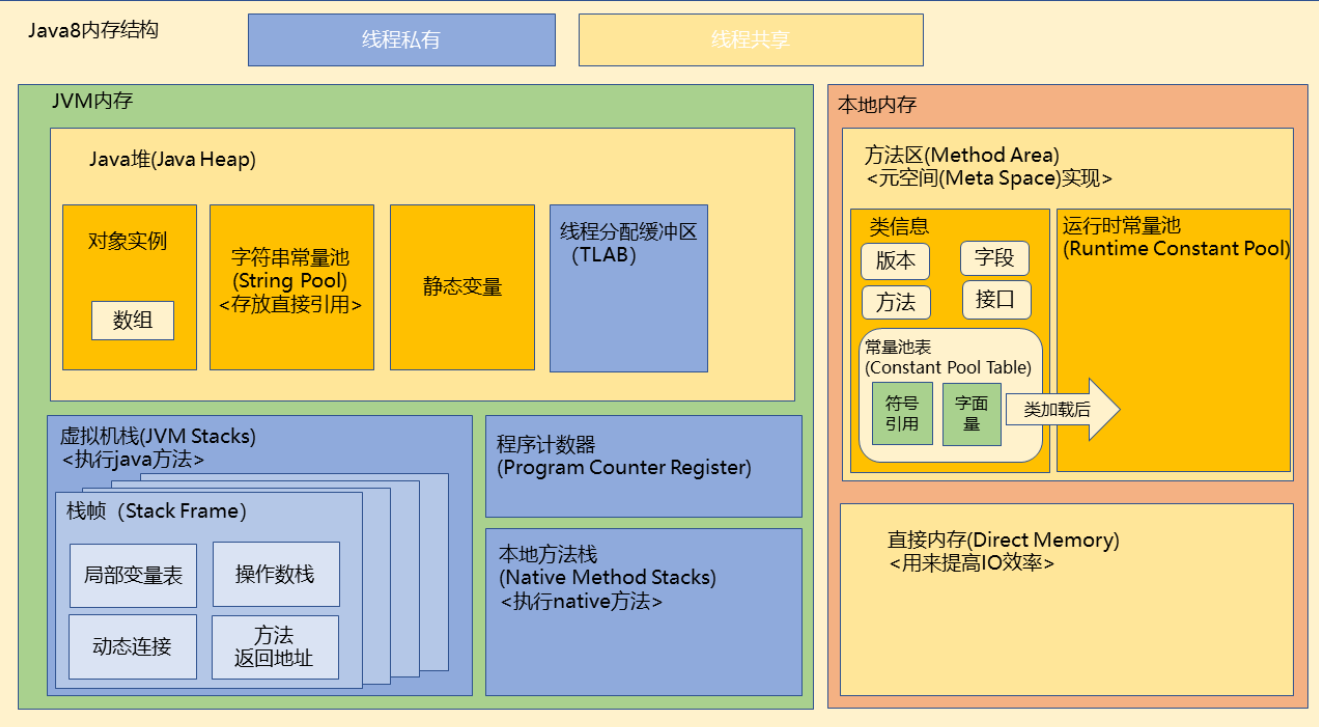 Java8内存结构
线程私有
线程共享
JVM内存
Java堆(Java Heap)
对象实例
数组
字符串常量池
(String Pool)
<存放直接引用>
静态变量
线程分配缓冲区
（TLAB）
虚拟机栈(JVM Stacks)
<执行java方法>
栈帧（Stack Frame）
局部变量表
操作数栈
动态连接
方法
返回地址
程序计数器
(Program Counter Register)
本地方法栈
(Native Method Stacks)
<执行native方法>
本地内存
方法区(Method Area)
<元空间(Meta Space)实现>
类信息
版本
字段
方法
接口
常量池表
(Constant Pool Table)
符号
引用
字面
量
类加载后
运行时常量池
(Runtime Constant Pool)
直接内存(Direct Memory)
<用来提高IO效率>